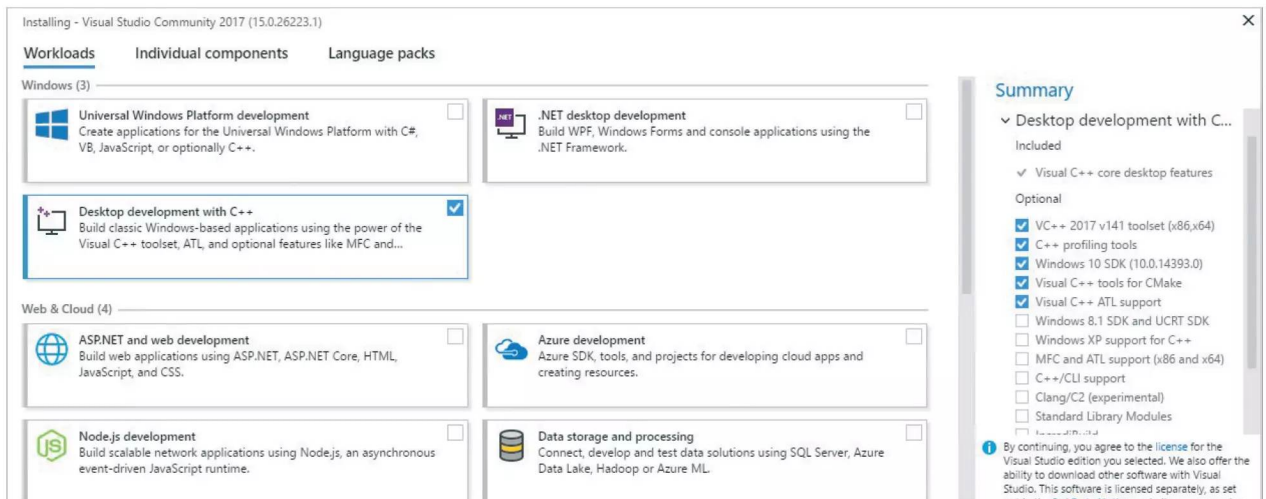 Installing - Visual Studio Community 2017 (15.0.26223.1)
Workloads
Individual components
Language packs
Windows (3)
Universal Windows Platform development
Create applications for the Universal Windows Platform with C#,
VB, JavaScript, or optionally C++.
.NET
.NET desktop development
Build WPF, Windows Forms and console applications using the
.NET Framework.
Desktop development with C++
Build classic Windows-based applications using the power of the
Visual C++ toolset, ATL, and optional features like MFC and...
Web & Cloud (4)
ASP.NET and web development
Build web applications using ASP.NET, ASP.NET Core, HTML,
JavaScript, and CSS.
Azure development
Azure SDK, tools, and projects for developing cloud apps and
creating resources.
JS
Node.js development
Build scalable network applications using Node.js, an asynchronous
event-driven JavaScript runtime.
Data storage and processing
Connect, develop and test data solutions using SQL Server, Azure
Data Lake, Hadoop or Azure ML.
Summary
Desktop development with C...
Included
Visual C++ core desktop features
Optional
VC++ 2017 v141 toolset (x86,x64)
C++ profiling tools
Windows 10 SDK (10.0.14393.0)
Visual C++ tools for CMake
Visual C++ ATL support
Windows 8.1 SDK and UCRT SDK
Windows XP support for C++
MFC and ATL support (x86 and x64)
C++/CLI support
Clang/C2 (experimental)
Standard Library Modules
By continuing, you agree to the license for the
Visual Studio edition you selected. We also offer the
ability to download other software with Visual
Studio. This software is licensed separately, as set